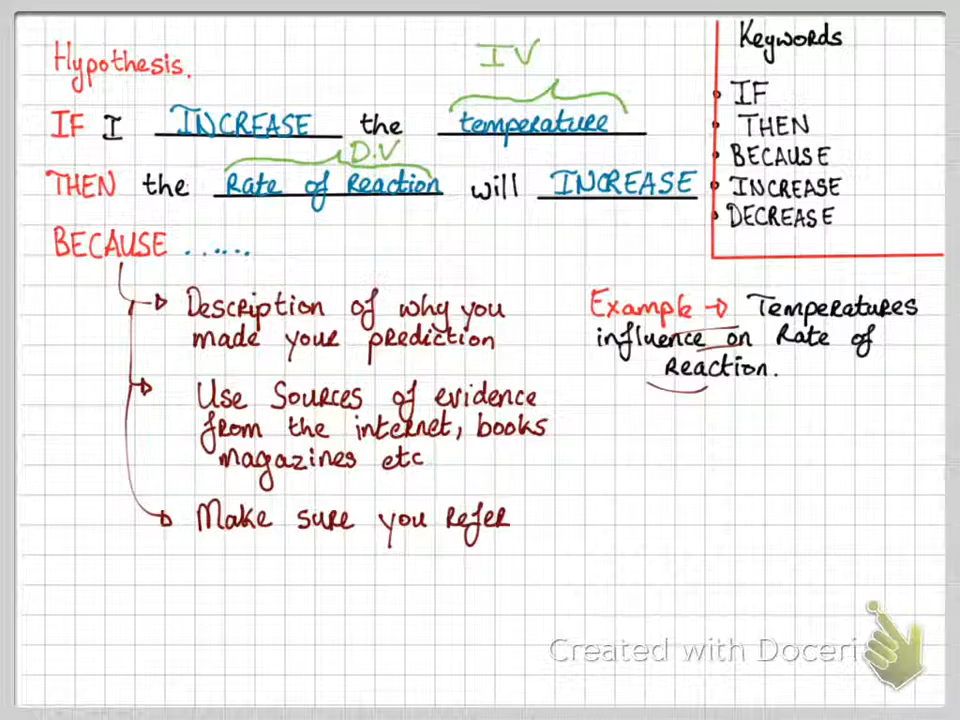 Hypothesis.
IV
IF I INCREASE the temperature
D.V
THEN the Rate of Reaction will INCREASE
BECAUSE ......
Description of why you
made your prediction
Use Sources of evidence
from the internet, books
magazines etc
Make sure you refer
Keywords
IF
THEN
BECAUSE
INCREASE
DECREASE
Example → Temperatures
influence on Rate of
Reaction.
Created with Doceri